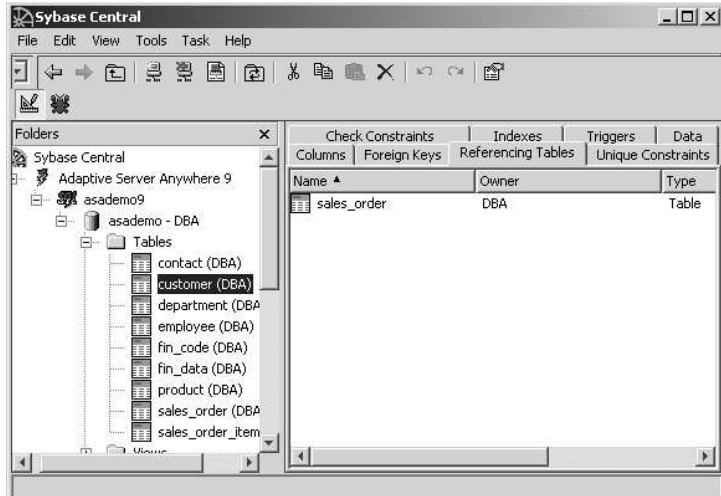 Sybase Central
File Edit View Tools Task Help
Folders
Sybase Central
Adaptive Server Anywhere 9
asademo9
asademo - DBA
Tables
contact (DBA)
customer (DBA)
department (DBA
employee (DBA)
fin_code (DBA)
fin_data (DBA)
product (DBA)
sales_order (DBA
sales_order_item
Views
Check Constraints Indexes Triggers Data
Columns Foreign Keys Referencing Tables Unique Constraints
Name Owner Type
sales_order DBA Table